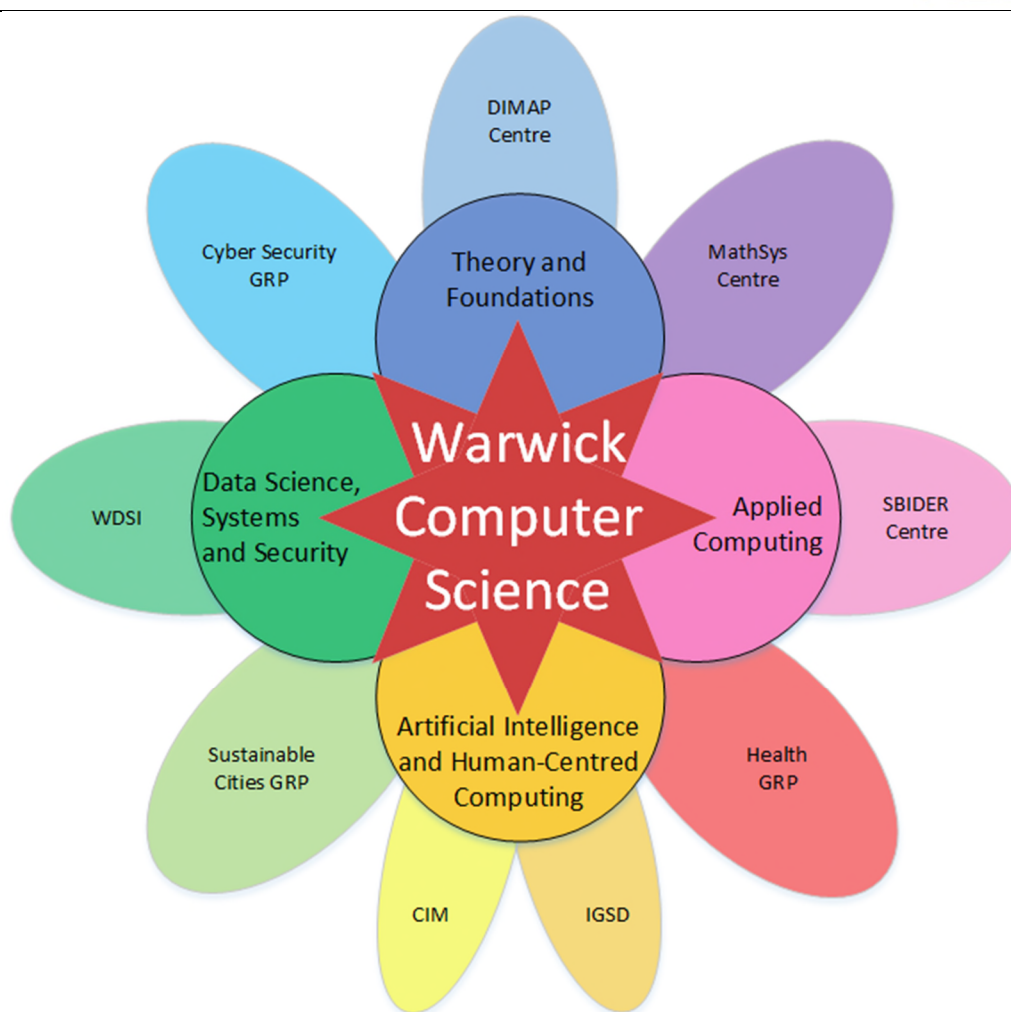 DIMAP
Centre
Cyber Security
GRP
MathSys
Centre
Theory and
Foundations
Warwick
Computer
Science
Data Science,
Systems
and Security
WDSI
Applied
Computing
SBIDER
Centre
Artificial Intelligence
and Human-Centred
Computing
Sustainable
Cities GRP
Health
GRP
CIM
IGSD